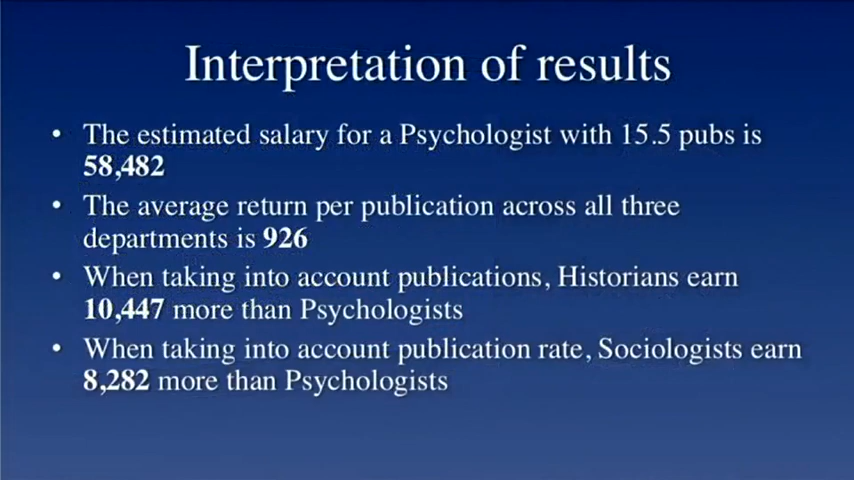 Interpretation of results
• The estimated salary for a Psychologist with 15.5 pubs is
58,482
• The average return per publication across all three
departments is 926
• When taking into account publications, Historians earn
10,447 more than Psychologists
• When taking into account publication rate, Sociologists earn
8,282 more than Psychologists